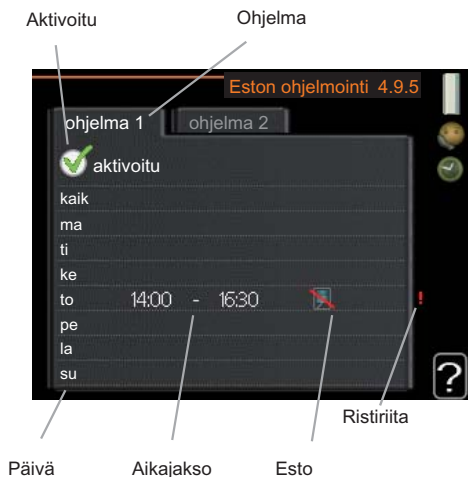 Aktivoitu Ohjelma
Eston ohjelmointi 4.9.5
ohjelma 1 ohjelma 2
aktivoitu
kaik
ma
ti
ke
to 14:00 - 16:30 !
pe
la
su
?
Ristiriita
Päivä Aikajakso Esto